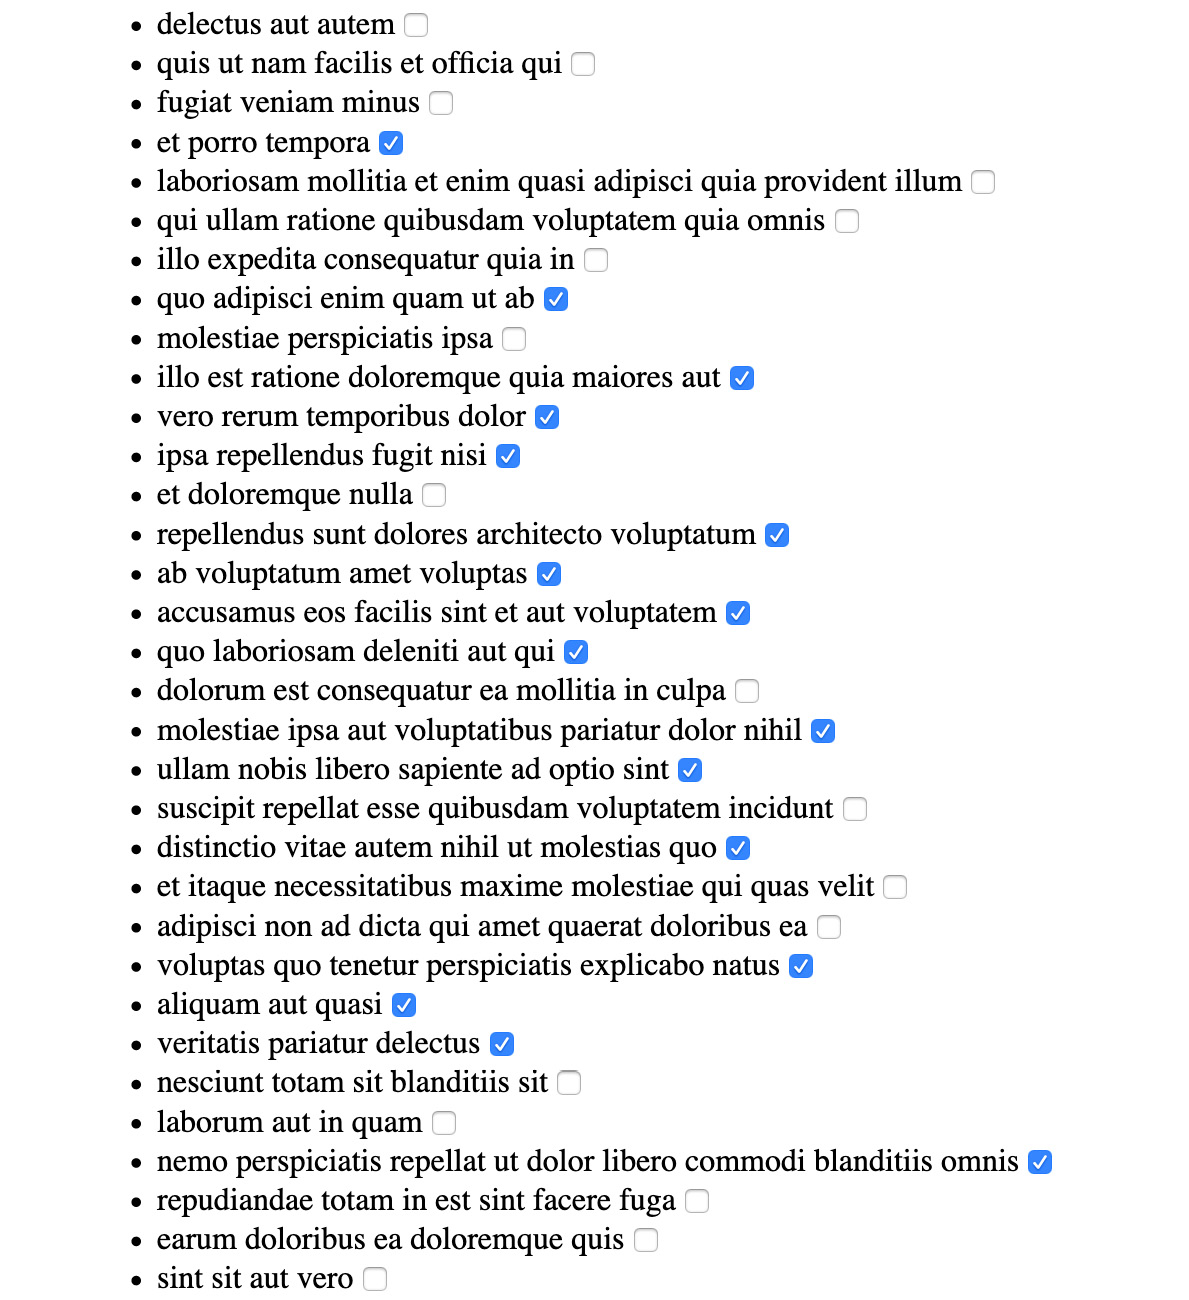 delectus aut autem
quis ut nam facilis et officia qui
fugiat veniam minus
et porro tempora
laboriosam mollitia et enim quasi adipisci quia provident illum
qui ullam ratione quibusdam voluptatem quia omnis
illo expedita consequatur quia in
quo adipisci enim quam ut ab
molestiae perspiciatis ipsa
illo est ratione doloremque quia maiores aut
vero rerum temporibus dolor
ipsa repellendus fugit nisi
et doloremque nulla
repellendus sunt dolores architecto voluptatum
ab voluptatum amet voluptas
accusamus eos facilis sint et aut voluptatem
quo laboriosam deleniti aut qui
dolorum est consequatur ea mollitia in culpa
molestiae ipsa aut voluptatibus pariatur dolor nihil
ullam nobis libero sapiente ad optio sint
suscipit repellat esse quibusdam voluptatem incidunt
distinctio vitae autem nihil ut molestias quo
et itaque necessitatibus maxime molestiae qui quas velit
adipisci non ad dicta qui amet quaerat doloribus ea
voluptas quo tenetur perspiciatis explicabo natus
aliquam aut quasi
veritatis pariatur delectus
nesciunt totam sit blanditiis sit
laborum aut in quam
nemo perspiciatis repellat ut dolor libero commodi blanditiis omnis
repudiandae totam in est sint facere fuga
earum doloribus ea doloremque quis
sint sit aut vero